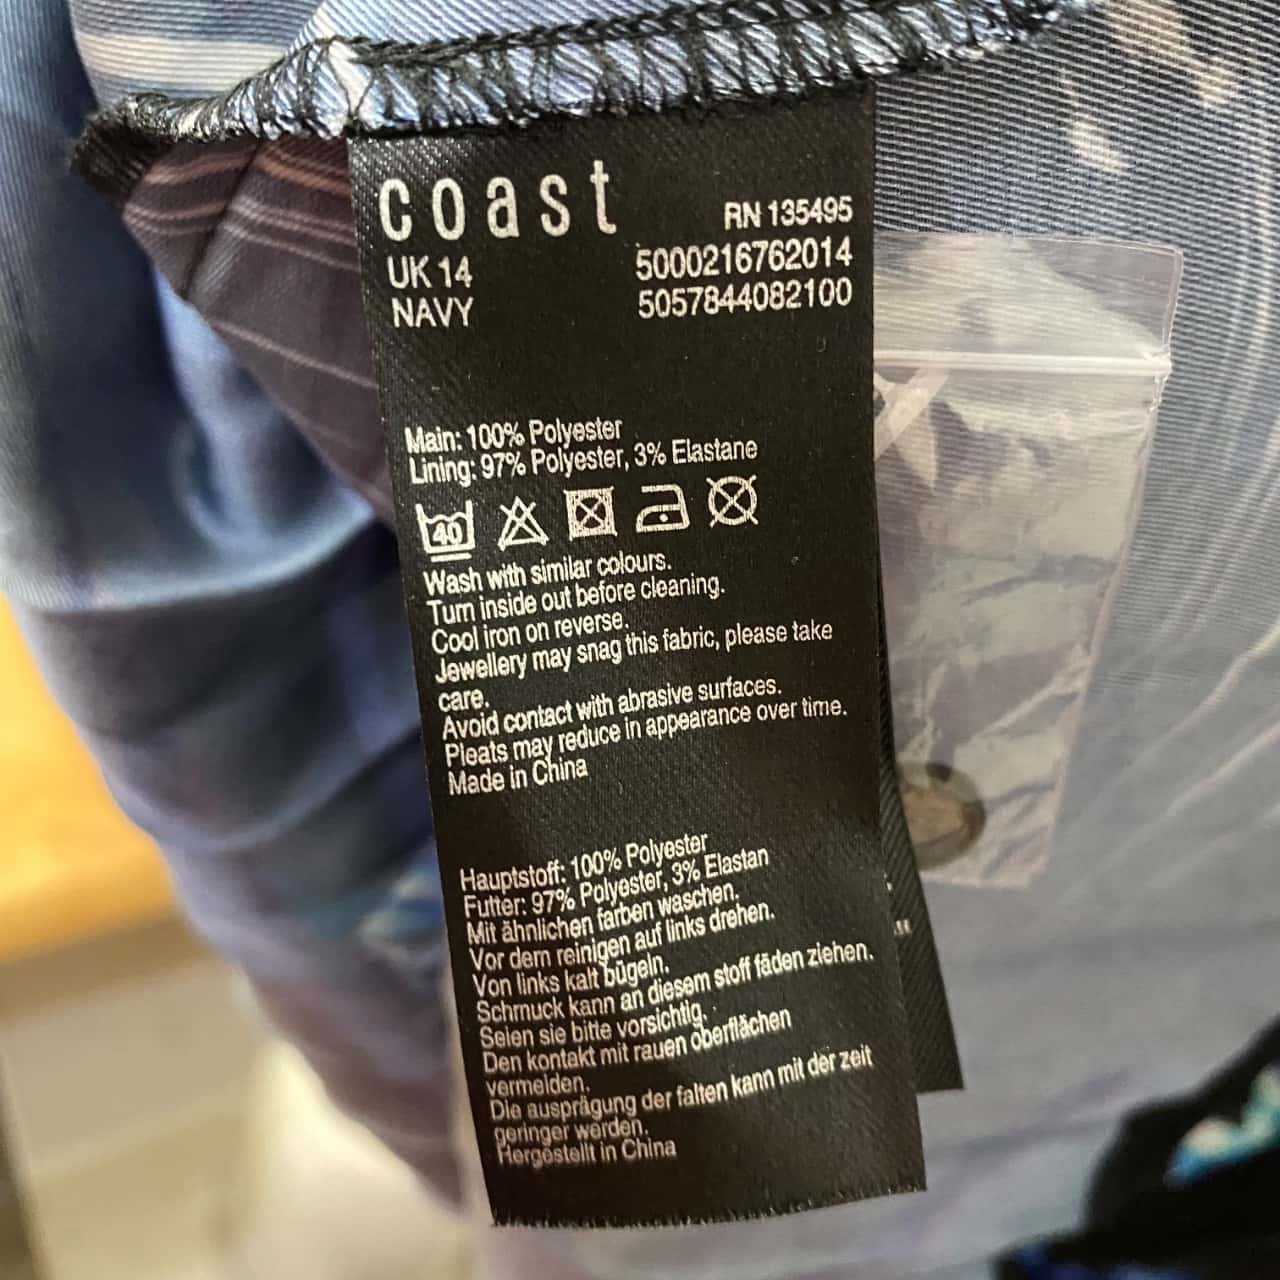 coast
RN 135495
UK 14
5000216762014
NAVY
5057844082100
Main: 100% Polyester
Lining: 97% Polyester, 3% Elastane
40
Wash with similar colours.
Turn inside out before cleaning.
Cool iron on reverse.
Jewellery may snag this fabric, please take
care.
Avoid contact with abrasive surfaces.
Pleats may reduce in appearance over time.
Made in China
Hauptstoff: 100% Polyester
Futter: 97% Polyester, 3% Elastan
Mit ähnlichen farben waschen.
Vor dem reinigen auf links drehen.
Von links kalt bügeln.
Schmuck kann an diesem stoff fäden ziehen.
Seien sie bitte vorsichtig.
Den kontakt mit rauen oberflächen
vermeiden.
Die ausprägung der falten kann mit der zeit
geringer werden.
Hergestellt in China